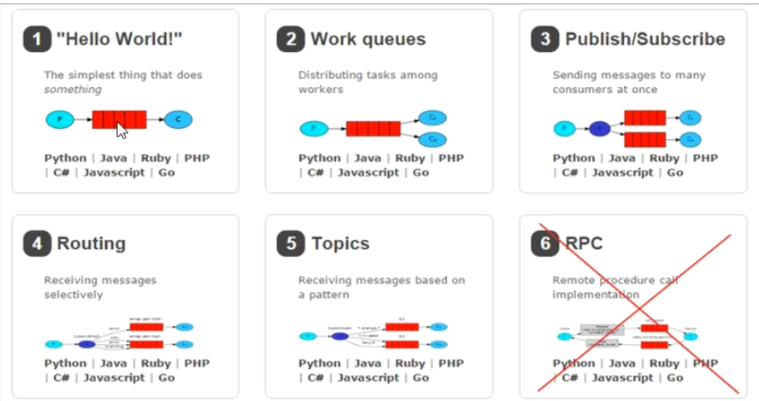 1 "Hello World!"
The simplest thing that does
something
P C
Python | Java | Ruby | PHP
| C# | Javascript | Go
2 Work queues
Distributing tasks among
workers
P
Python | Java | Ruby | PHP
| C# | Javascript | Go
3 Publish/Subscribe
Sending messages to many
consumers at once
P X
Python | Java | Ruby | PHP
| C# | Javascript | Go
4 Routing
Receiving messages
selectively
Python | Java | Ruby | PHP
| C# | Javascript | Go
5 Topics
Receiving messages based on
a pattern
Python | Java | Ruby | PHP
| C# | Javascript | Go
6 RPC
Remote procedure call
implementation
Python | Java | Ruby | PHP
| C# | Javascript | Go